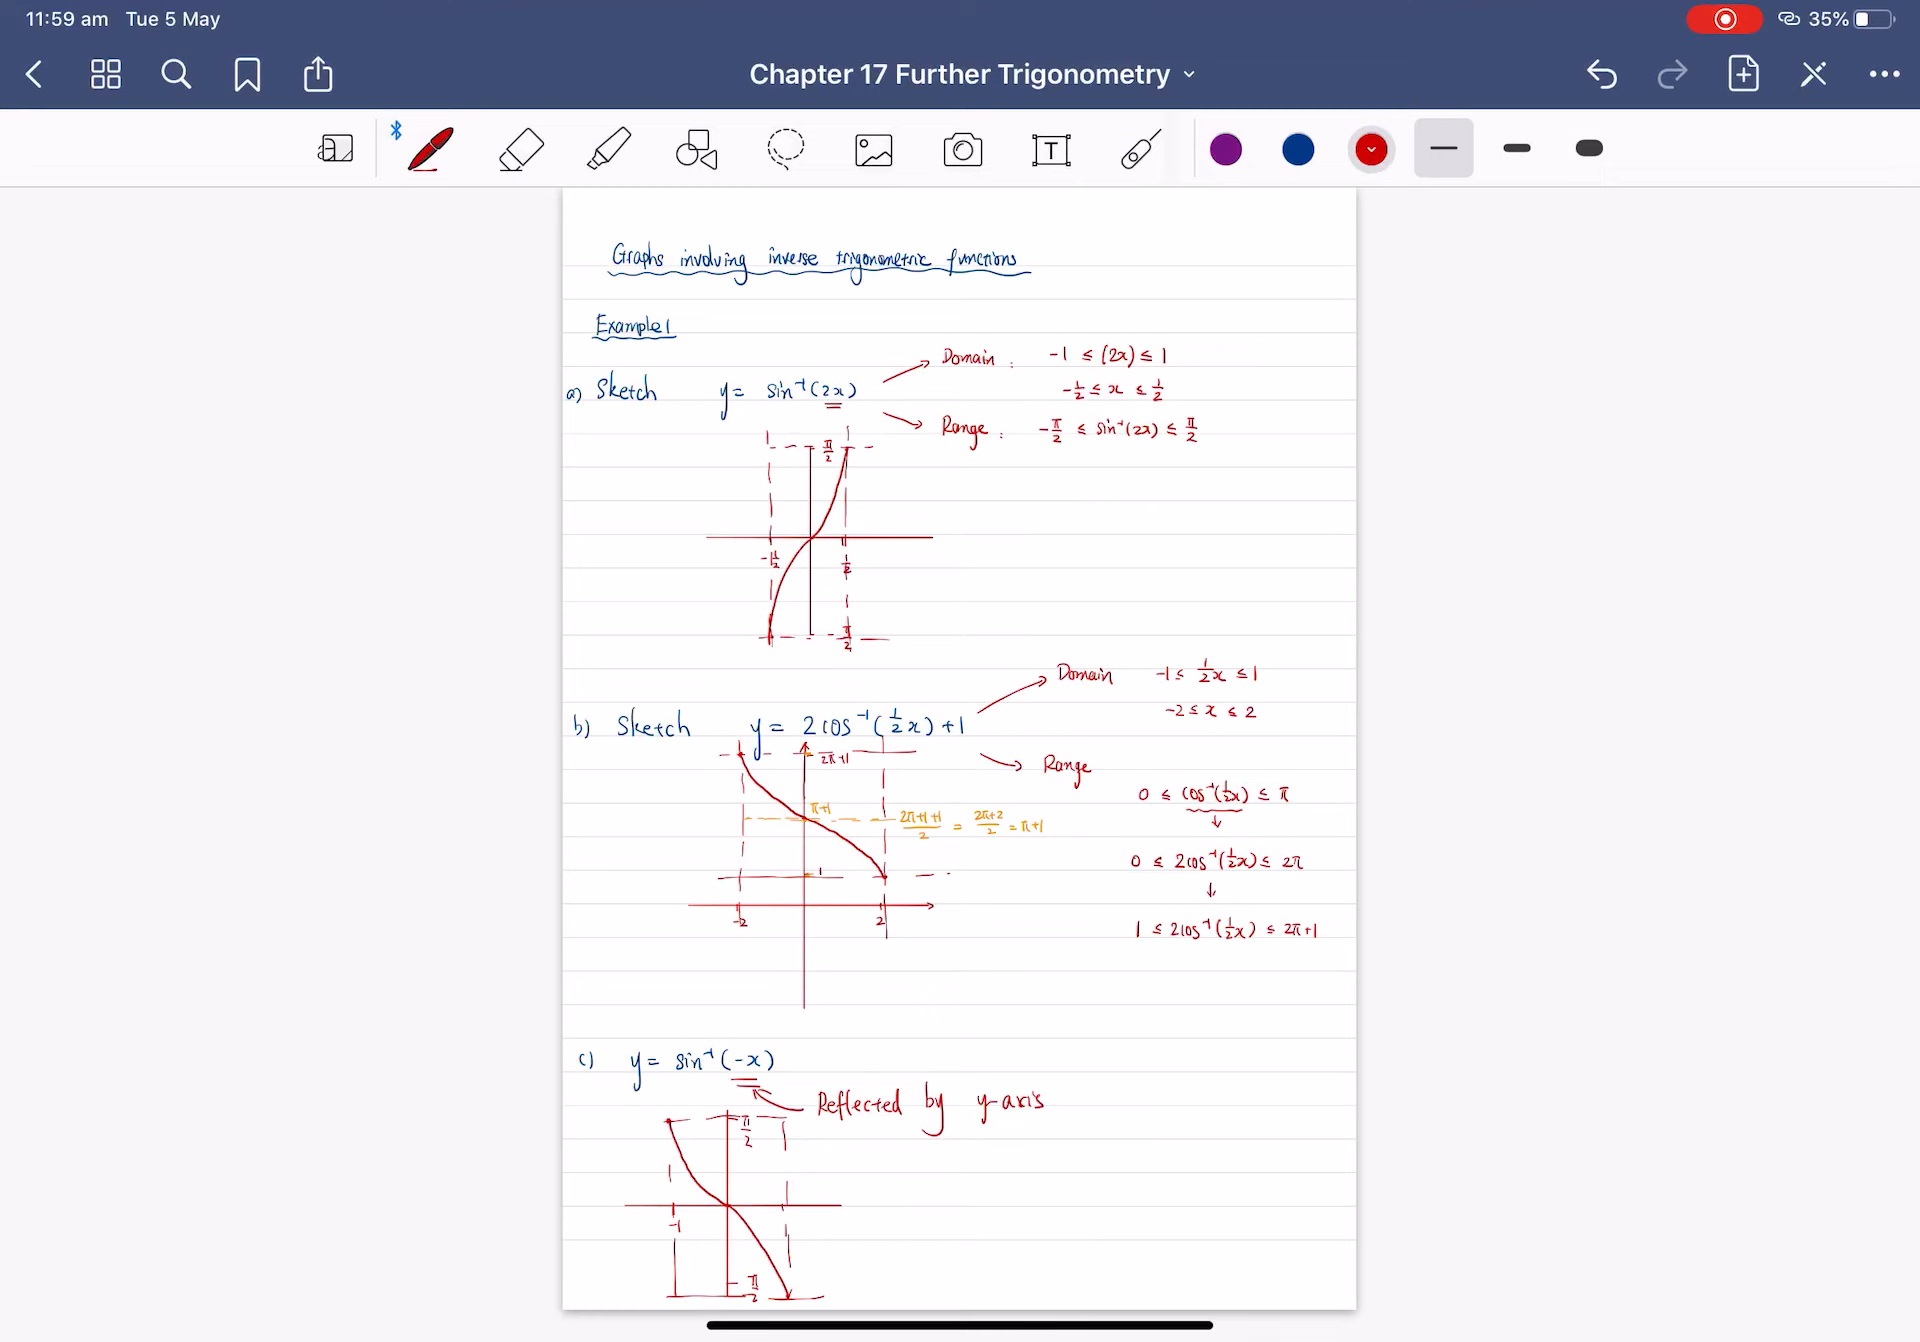 11:59 am Tue 5 May
35%
Chapter 17 Further Trigonometry
Graphs involving inverse trigonometric functions
Example 1
Domain : -1 ≤ (2x) ≤ 1
a) Sketch y = sin⁻¹(2x)
-1/2 ≤ x ≤ 1/2
Range : -π/2 ≤ sin⁻¹(2x) ≤ π/2
π/2
-1/2
1/2
-π/2
Domain -1 ≤ 1/2x ≤ 1
-2 ≤ x ≤ 2
b) Sketch y = 2cos⁻¹(1/2x)+1
2π+1
Range
0 ≤ cos⁻¹(1/2x) ≤ π
π+1
(2π+1+1)/2 = (2π+2)/2 = π+1
0 ≤ 2cos⁻¹(1/2x) ≤ 2π
1
-2
2
1 ≤ 2cos⁻¹(1/2x) ≤ 2π+1
c) y = sin⁻¹(-x)
Reflected by y-axis
π/2
-1
-π/2